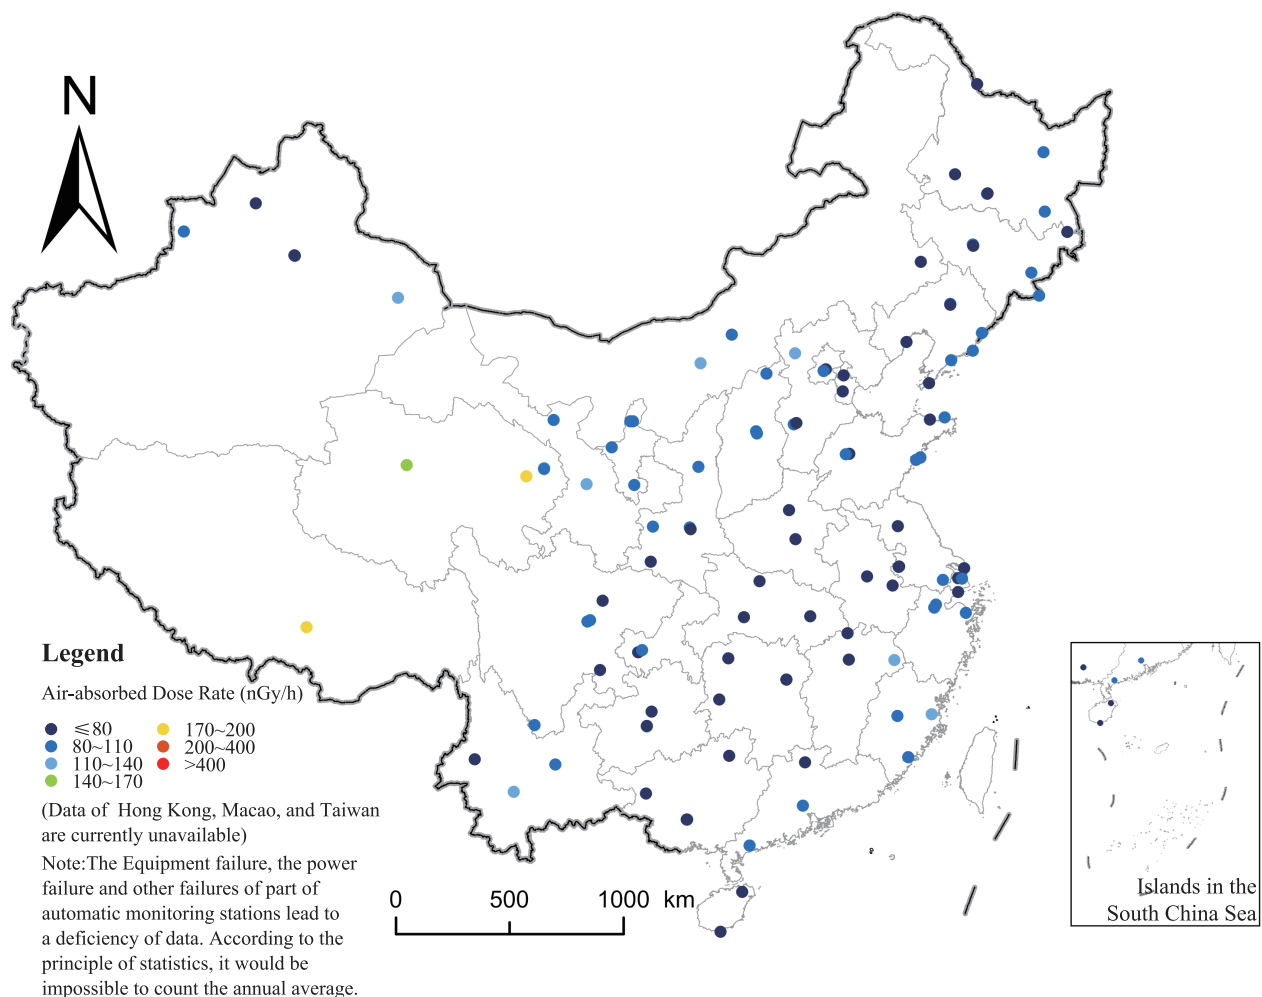 N
Legend
Air-absorbed Dose Rate (nGy/h)
≤80
170~200
80~110
200~400
110~140
>400
140~170
(Data of Hong Kong, Macao, and Taiwan
are currently unavailable)
Note:The Equipment failure, the power
failure and other failures of part of
automatic monitoring stations lead to
a deficiency of data. According to the
principle of statistics, it would be
impossible to count the annual average.
0 500 1000 km
Islands in the
South China Sea